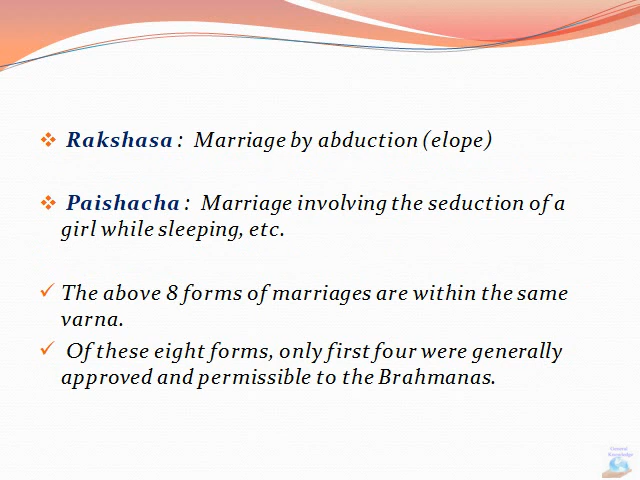 ❖ Rakshasa : Marriage by abduction (elope)
❖ Paishacha : Marriage involving the seduction of a
girl while sleeping, etc.
✓ The above 8 forms of marriages are within the same
varna.
✓ Of these eight forms, only first four were generally
approved and permissible to the Brahmanas.
General
Knowledge